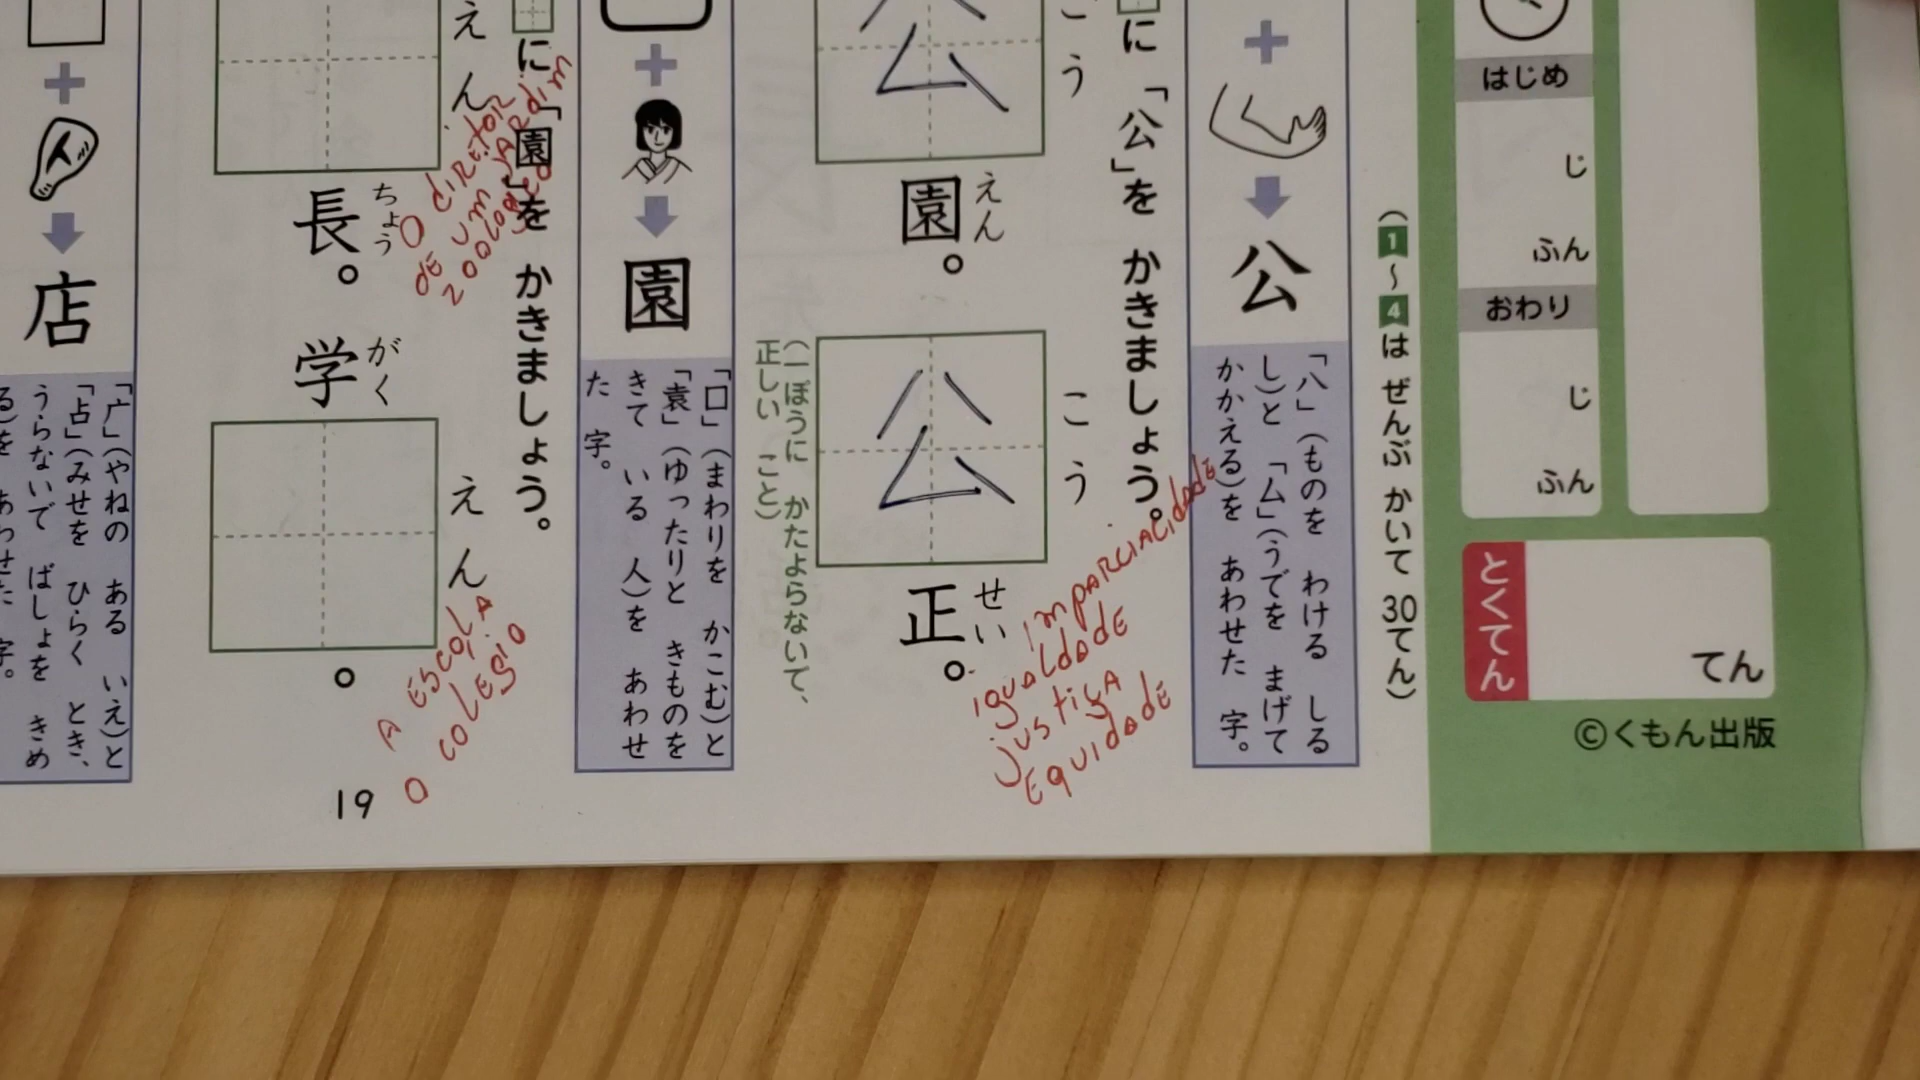 はじめ
じ
ふん
おわり
じ
ふん
とくてん
てん
©くもん出版
(1～4は ぜんぶ かいて 30てん)
+
公
「八」(ものを わける しる
し)と 「ム」(うでを まげて
かかえる)を あわせた 字。
に 「公」を かきましょう。
こう
公
園。
えん
こう
公
正。
せい
(一ぽうに かたよらないで、
正しい こと)
imparcialidade
igualdade
justiça
Equidade
+
園
「囗」(まわりを かこむ)と
「袁」(ゆったりと きものを
きて いる 人)を あわせ
た 字。
に 「園」を かきましょう。
えん
長。
ちょう
O diretor
de um jardim
学
がく
えん
。
A Escola
O colégio
+
店
「广」(やねの ある いえ)と
「占」(みせを ひらく とき、
うらないで ばしょを きめ
る)を あわせた 字。
19